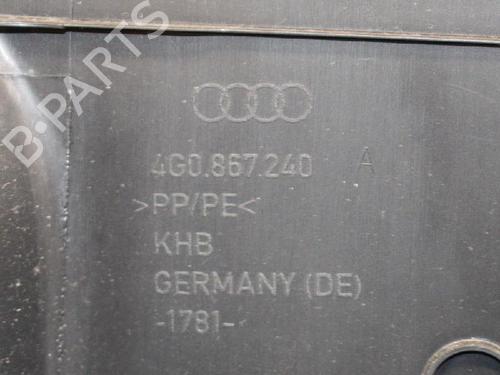 B-PARTS
4G0.867.240 A
>PP/PE<
KHB
GERMANY (DE)
-1781-